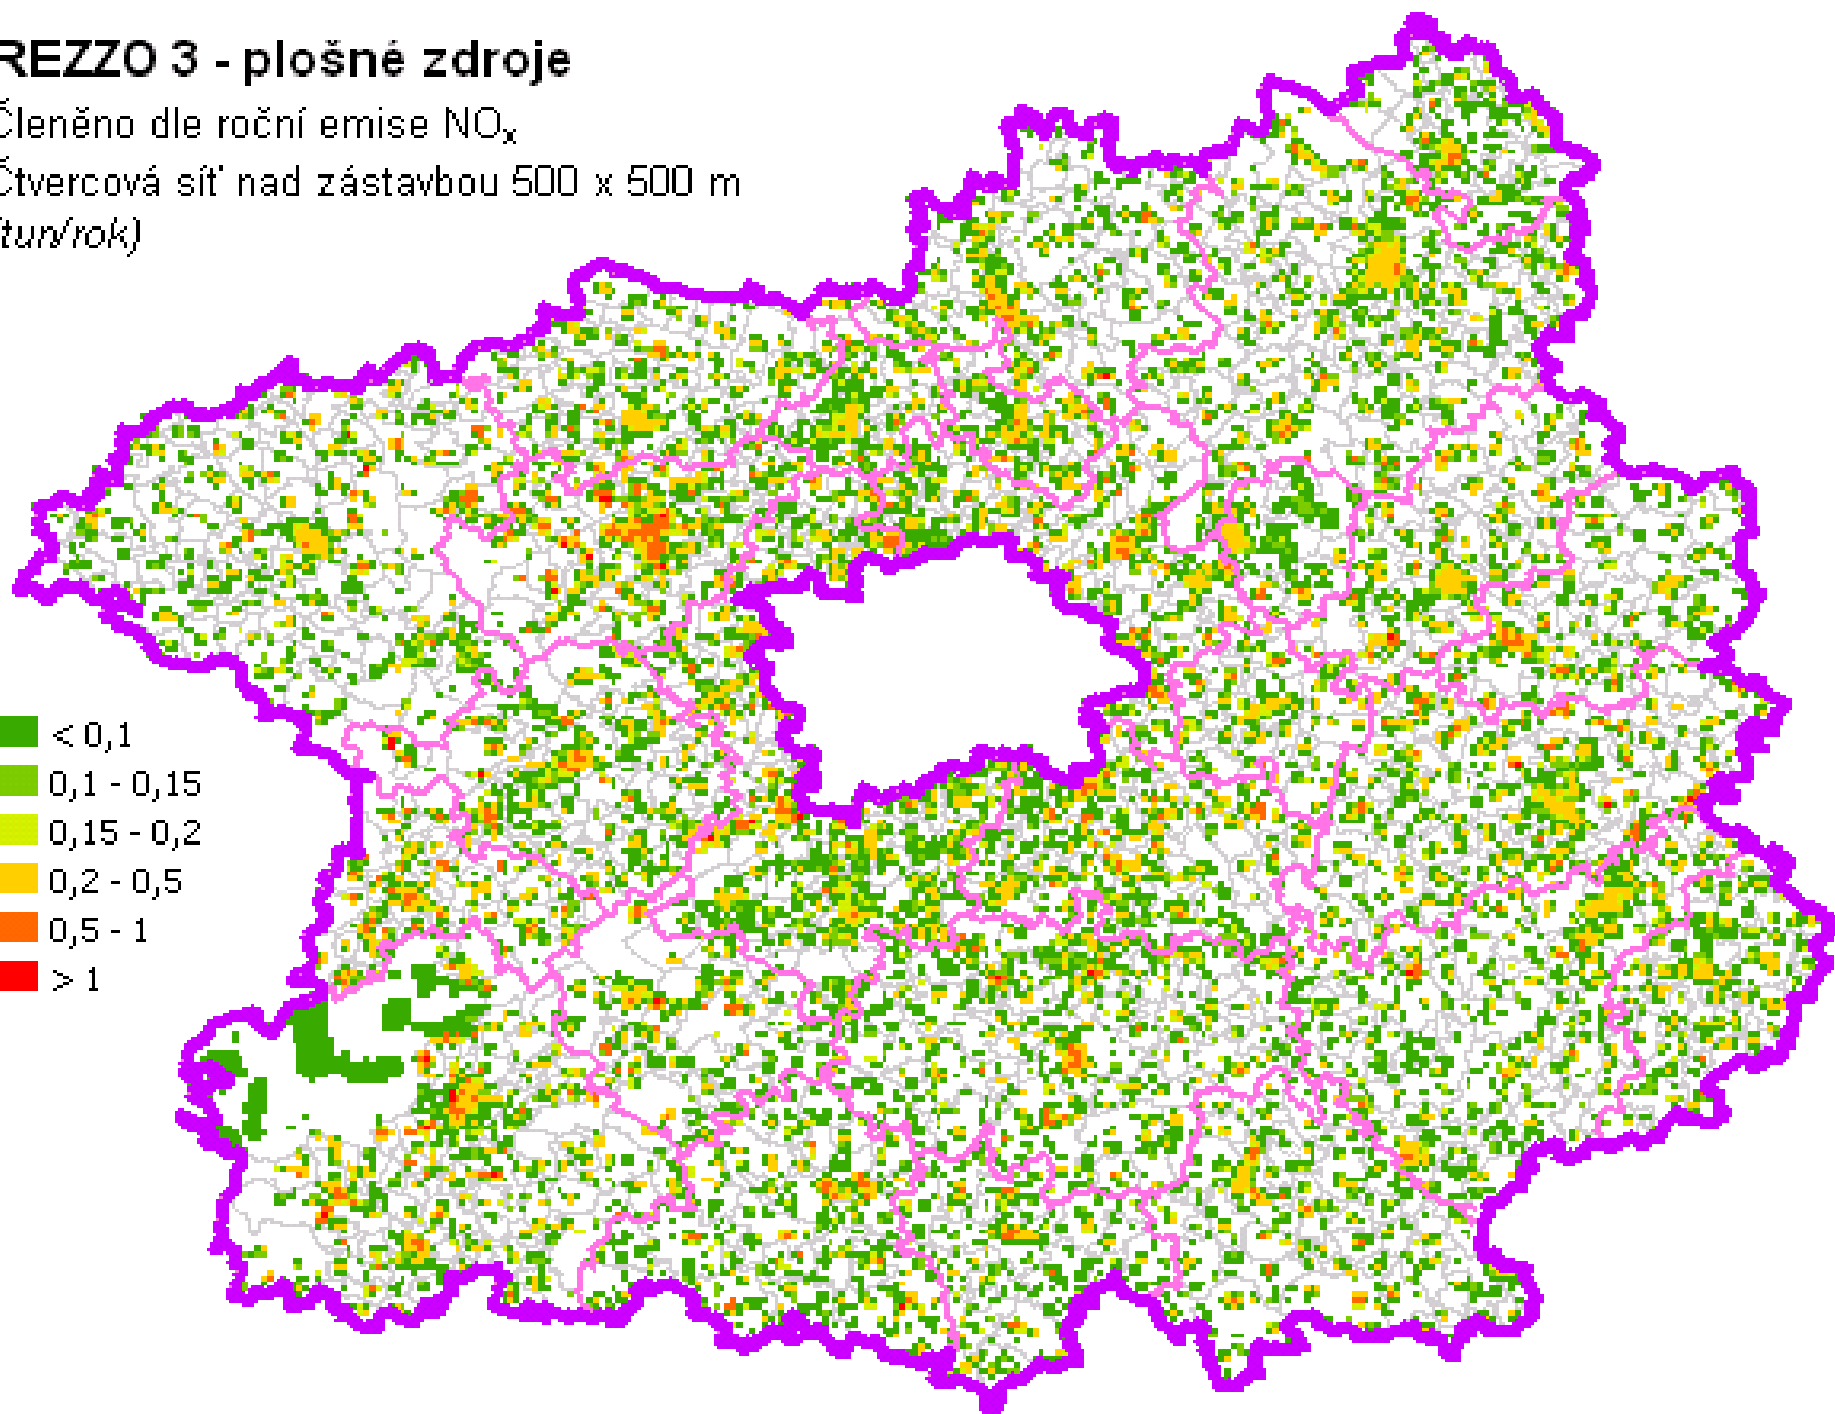 REZZO 3 - plošné zdroje
Členěno dle roční emise NOₓ
Čtvercová síť nad zástavbou 500 x 500 m
(tun/rok)
< 0,1
0,1 - 0,15
0,15 - 0,2
0,2 - 0,5
0,5 - 1
> 1